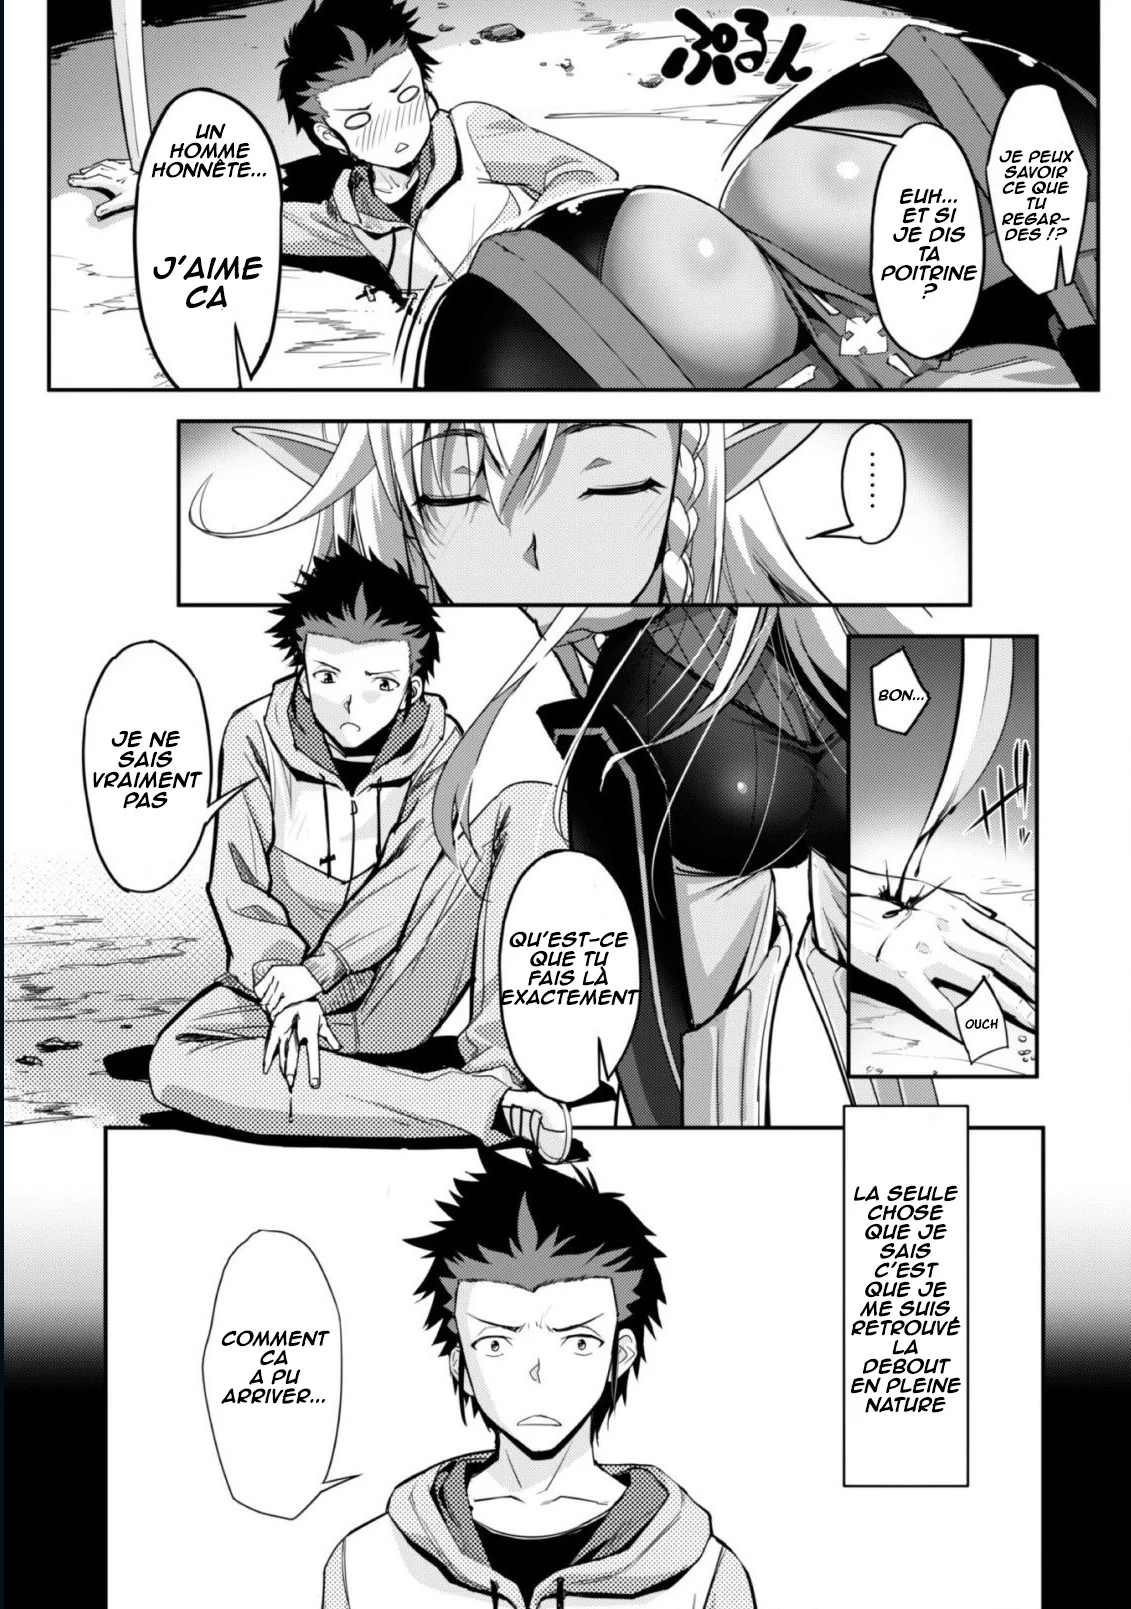 JE PEUX
SAVOIR
CE QUE
TU
REGAR-
DES !?
EUH...
ET SI
JE DIS
TA
POITRINE
?
ぷるん
UN
HOMME
HONNÊTE...
J'AIME
CA
......
BON...
OUCH
JE NE
SAIS
VRAIMENT
PAS
QU'EST-CE
QUE TU
FAIS LÀ
EXACTEMENT
LA SEULE
CHOSE
QUE JE
SAIS
C'EST
QUE JE
ME SUIS
RETROUVÉ
LA
DEBOUT
EN PLEINE
NATURE
COMMENT
CA
A PU
ARRIVER...